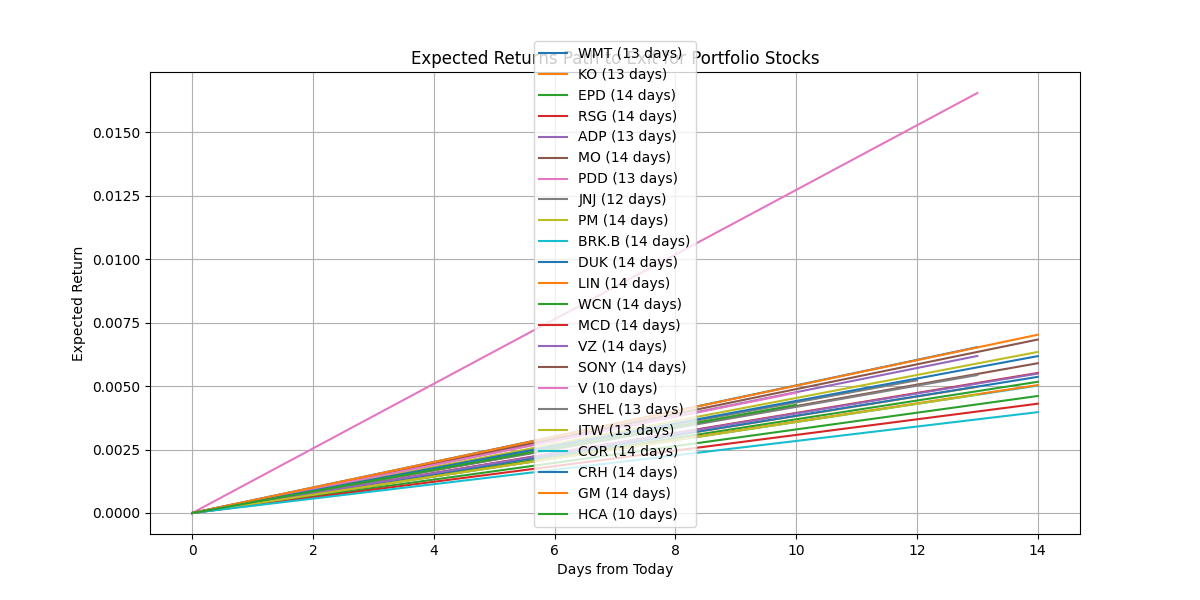 Expected Returns Path to Exit for Portfolio Stocks
WMT (13 days)
KO (13 days)
EPD (14 days)
RSG (14 days)
ADP (13 days)
MO (14 days)
PDD (13 days)
JNJ (12 days)
PM (14 days)
BRK.B (14 days)
DUK (14 days)
LIN (14 days)
WCN (14 days)
MCD (14 days)
VZ (14 days)
SONY (14 days)
V (10 days)
SHEL (13 days)
ITW (13 days)
COR (14 days)
CRH (14 days)
GM (14 days)
HCA (10 days)
Expected Return
0.0150
0.0125
0.0100
0.0075
0.0050
0.0025
0.0000
0 2 4 6 8 10 12 14
Days from Today